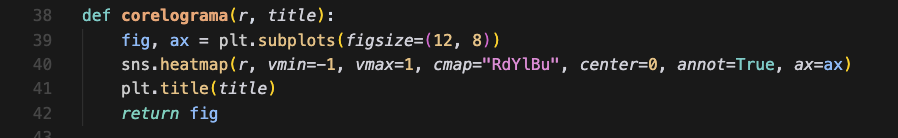 38 def corelograma(r, title):
39     fig, ax = plt.subplots(figsize=(12, 8))
40     sns.heatmap(r, vmin=-1, vmax=1, cmap="RdYlBu", center=0, annot=True, ax=ax)
41     plt.title(title)
42     return fig
43